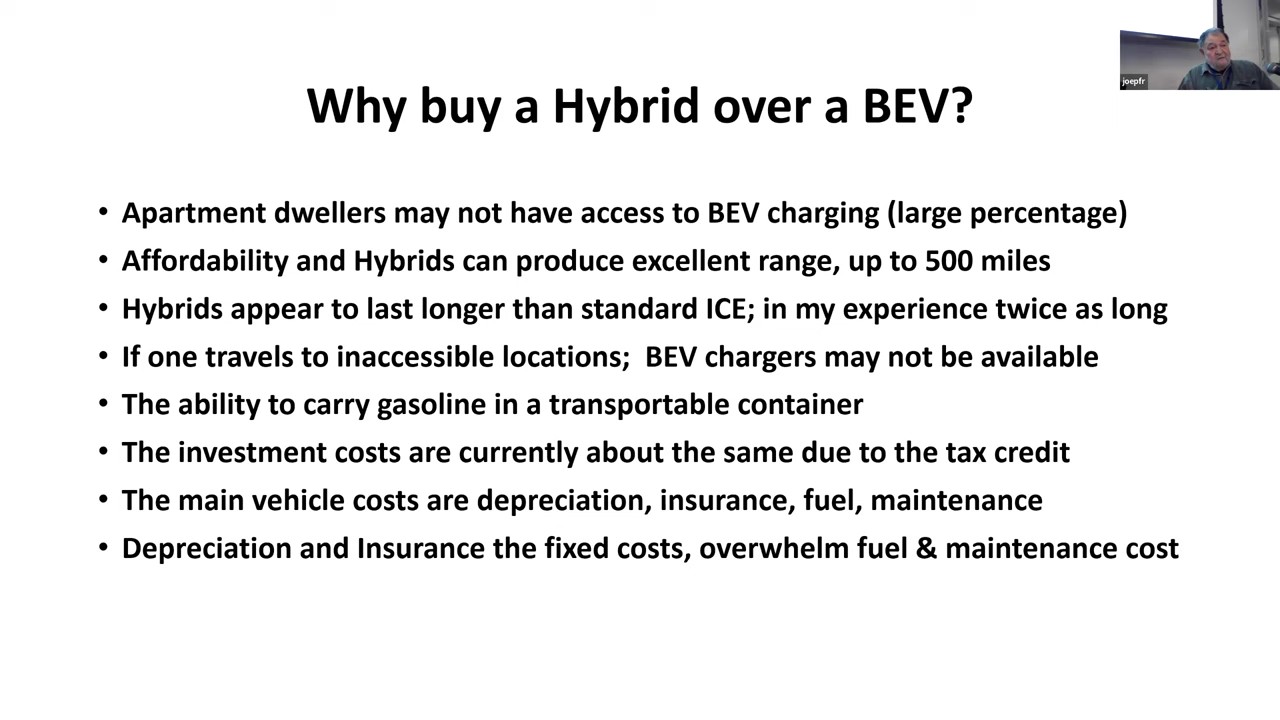 joepfr
Why buy a Hybrid over a BEV?
• Apartment dwellers may not have access to BEV charging (large percentage)
• Affordability and Hybrids can produce excellent range, up to 500 miles
• Hybrids appear to last longer than standard ICE; in my experience twice as long
• If one travels to inaccessible locations;  BEV chargers may not be available
• The ability to carry gasoline in a transportable container
• The investment costs are currently about the same due to the tax credit
• The main vehicle costs are depreciation, insurance, fuel, maintenance
• Depreciation and Insurance the fixed costs, overwhelm fuel & maintenance cost